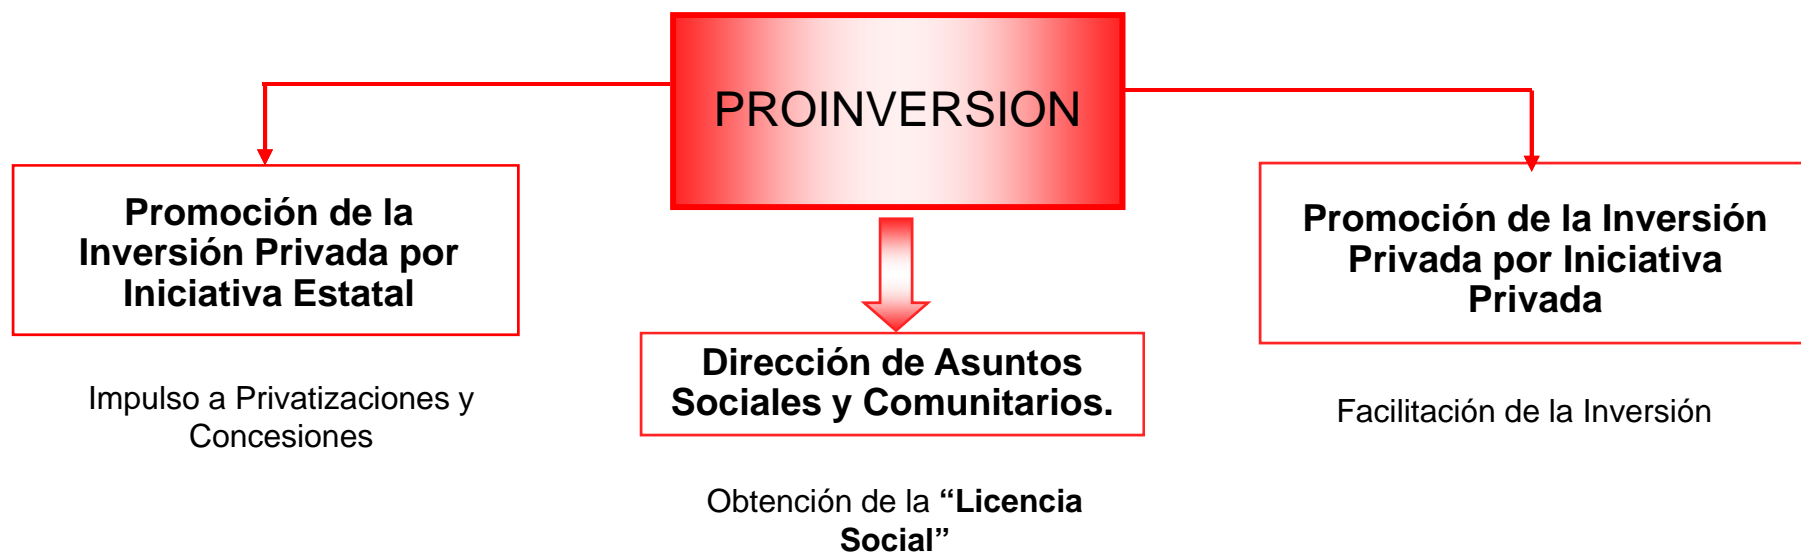 PROINVERSION
Promoción de la
Inversión Privada por
Iniciativa Estatal
Impulso a Privatizaciones y
Concesiones
Dirección de Asuntos
Sociales y Comunitarios.
Obtención de la “Licencia
Social”
Promoción de la Inversión
Privada por Iniciativa
Privada
Facilitación de la Inversión